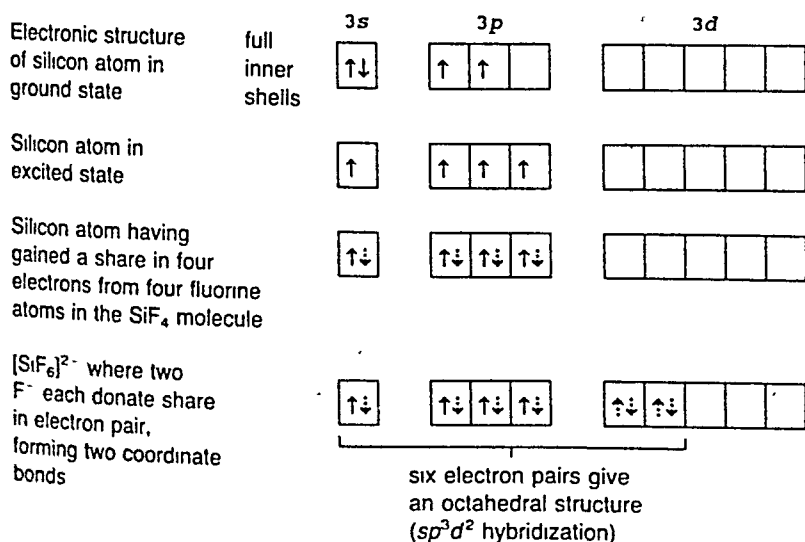 3s 3p 3d
Electronic structure
of silicon atom in
ground state
full
inner
shells
↑↓ ↑ ↑
Silicon atom in
excited state
↑ ↑ ↑ ↑
Silicon atom having
gained a share in four
electrons from four fluorine
atoms in the SiF₄ molecule
↑⇣ ↑⇣ ↑⇣ ↑⇣
[SiF₆]²⁻ where two
F⁻ each donate share
in electron pair,
forming two coordinate
bonds
↑⇣ ↑⇣ ↑⇣ ↑⇣ ⇡⇣ ⇡⇣
six electron pairs give
an octahedral structure
(sp³d² hybridization)